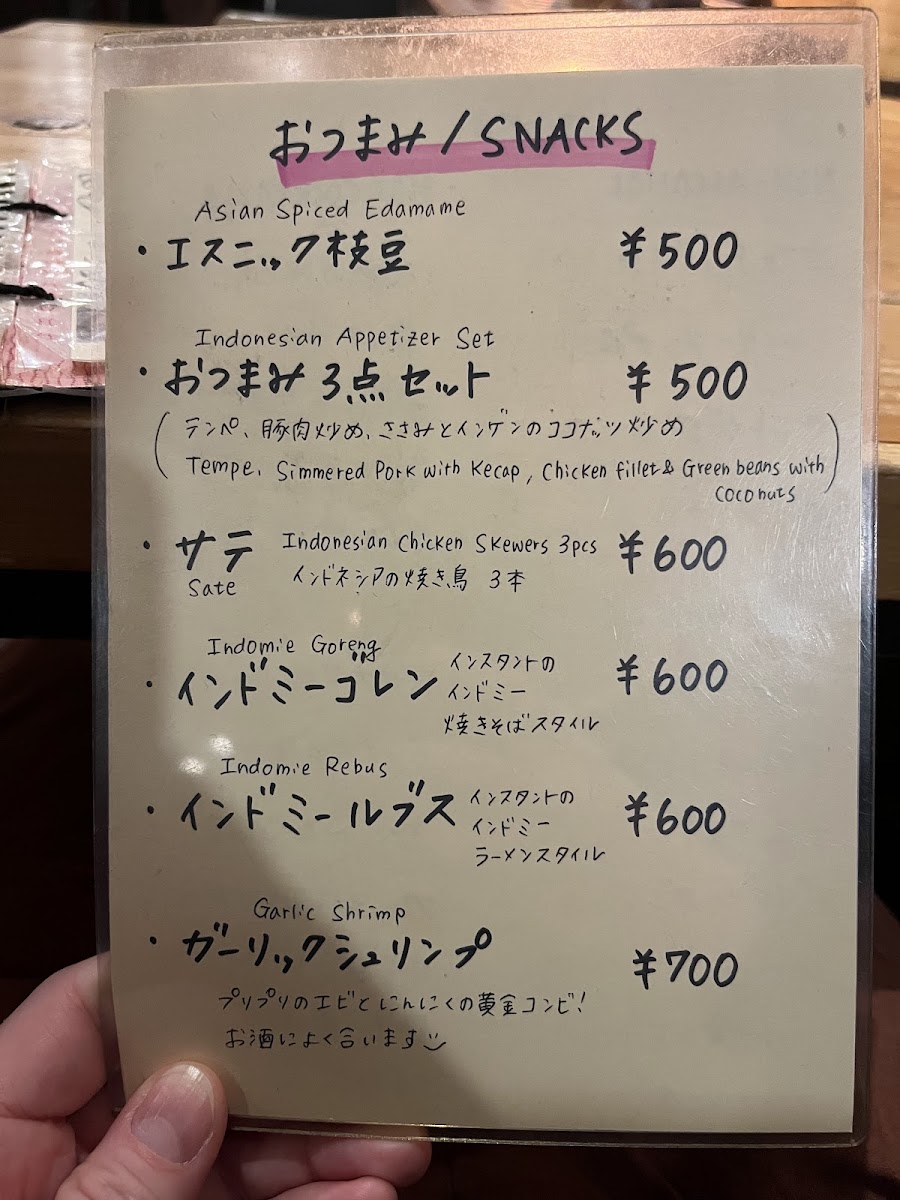 おつまみ / SNACKS
Asian Spiced Edamame
・エスニック枝豆 ¥500
Indonesian Appetizer Set
・おつまみ3点セット ¥500
(テンペ、豚肉炒め、ささみとインゲンのココナッツ炒め
Tempe, Simmered Pork with Kecap, Chicken fillet & Green beans with
coconuts)
・サテ Indonesian Chicken Skewers 3pcs ¥600
Sate インドネシアの焼き鳥 3本
Indomie Goreng
・インドミーゴレン ¥600
インスタントの
インドミー
焼きそばスタイル
Indomie Rebus
・インドミールブス ¥600
インスタントの
インドミー
ラーメンスタイル
Garlic Shrimp
・ガーリックシュリンプ ¥700
プリプリのエビとにんにくの黄金コンビ!
お酒によく合います